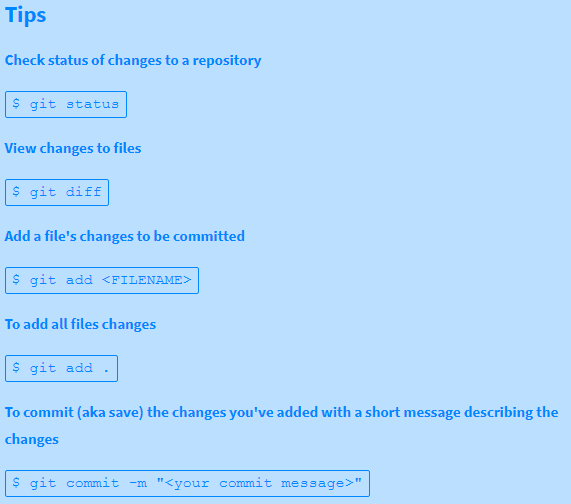 Tips
Check status of changes to a repository
$ git status
View changes to files
$ git diff
Add a file's changes to be committed
$ git add <FILENAME>
To add all files changes
$ git add .
To commit (aka save) the changes you've added with a short message describing the
changes
$ git commit -m "<your commit message>"